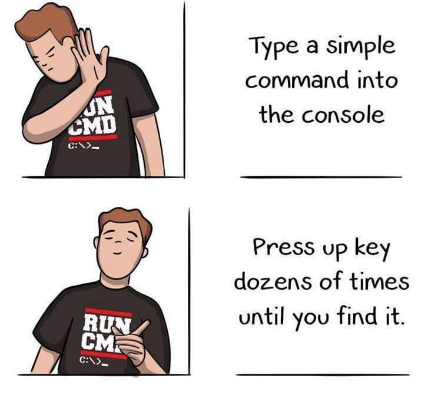 Type a simple
command into
the console
RUN
CMD
C:\>_
Press up key
dozens of times
until you find it.
RUN
CM
C:\>_